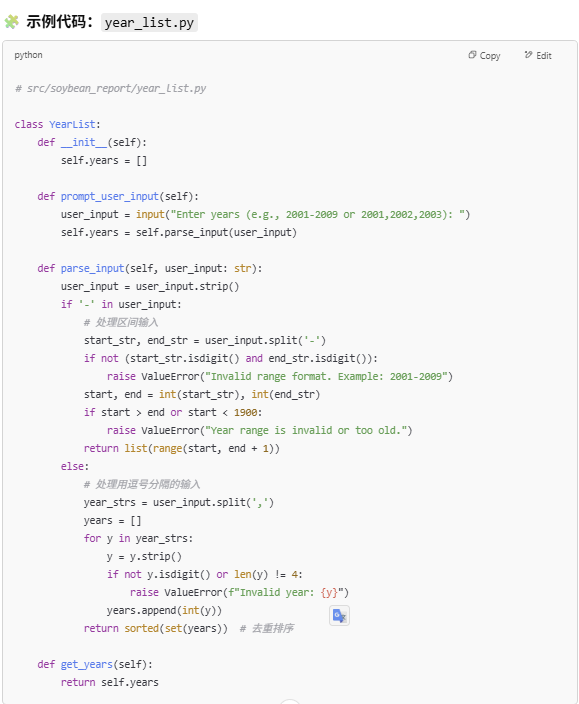 示例代码： year_list.py
python
Copy
Edit
# src/soybean_report/year_list.py
class YearList:
    def __init__(self):
        self.years = []
    def prompt_user_input(self):
        user_input = input("Enter years (e.g., 2001-2009 or 2001,2002,2003): ")
        self.years = self.parse_input(user_input)
    def parse_input(self, user_input: str):
        user_input = user_input.strip()
        if '-' in user_input:
            # 处理区间输入
            start_str, end_str = user_input.split('-')
            if not (start_str.isdigit() and end_str.isdigit()):
                raise ValueError("Invalid range format. Example: 2001-2009")
            start, end = int(start_str), int(end_str)
            if start > end or start < 1900:
                raise ValueError("Year range is invalid or too old.")
            return list(range(start, end + 1))
        else:
            # 处理用逗号分隔的输入
            year_strs = user_input.split(',')
            years = []
            for y in year_strs:
                y = y.strip()
                if not y.isdigit() or len(y) != 4:
                    raise ValueError(f"Invalid year: {y}")
                years.append(int(y))
            return sorted(set(years))  # 去重排序
    def get_years(self):
        return self.years